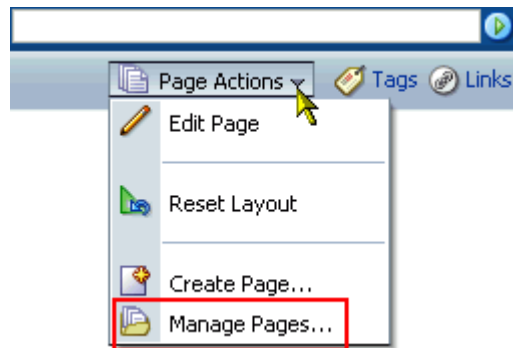 Page Actions Tags Links
Edit Page
Reset Layout
Create Page...
Manage Pages...